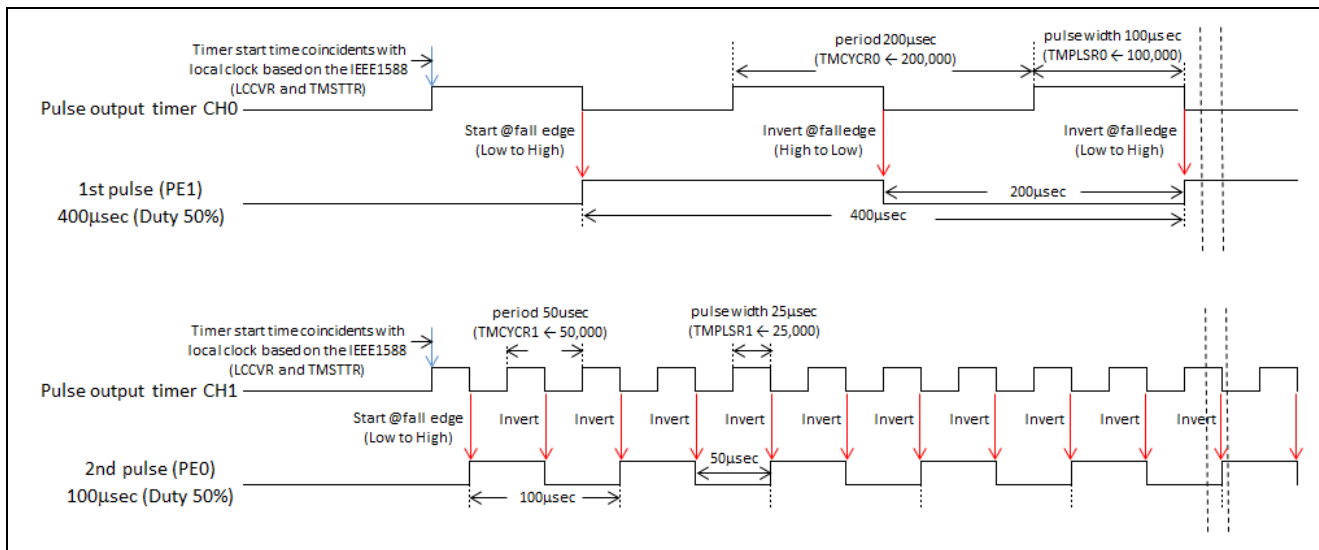 Timer start time coincidents with
local clock based on the IEEE1588
(LCCVR and TMSTTR)
period 200μsec
(TMCYCR0 ← 200,000)
pulse width 100μsec
(TMPLSR0 ← 100,000)
Pulse output timer CH0
Start @fall edge
(Low to High)
Invert @falledge
(High to Low)
Invert @falledge
(Low to High)
1st pulse (PE1)
400μsec (Duty 50%)
200μsec
400μsec
period 50usec
(TMCYCR1 ← 50,000)
pulse width 25μsec
(TMPLSR1 ← 25,000)
Timer start time coincidents with
local clock based on the IEEE1588
(LCCVR and TMSTTR)
Pulse output timer CH1
Start @fall edge
(Low to High)
Invert
Invert
Invert
Invert
Invert
Invert
Invert
Invert
Invert
2nd pulse (PE0)
100μsec (Duty 50%)
50μsec
100μsec